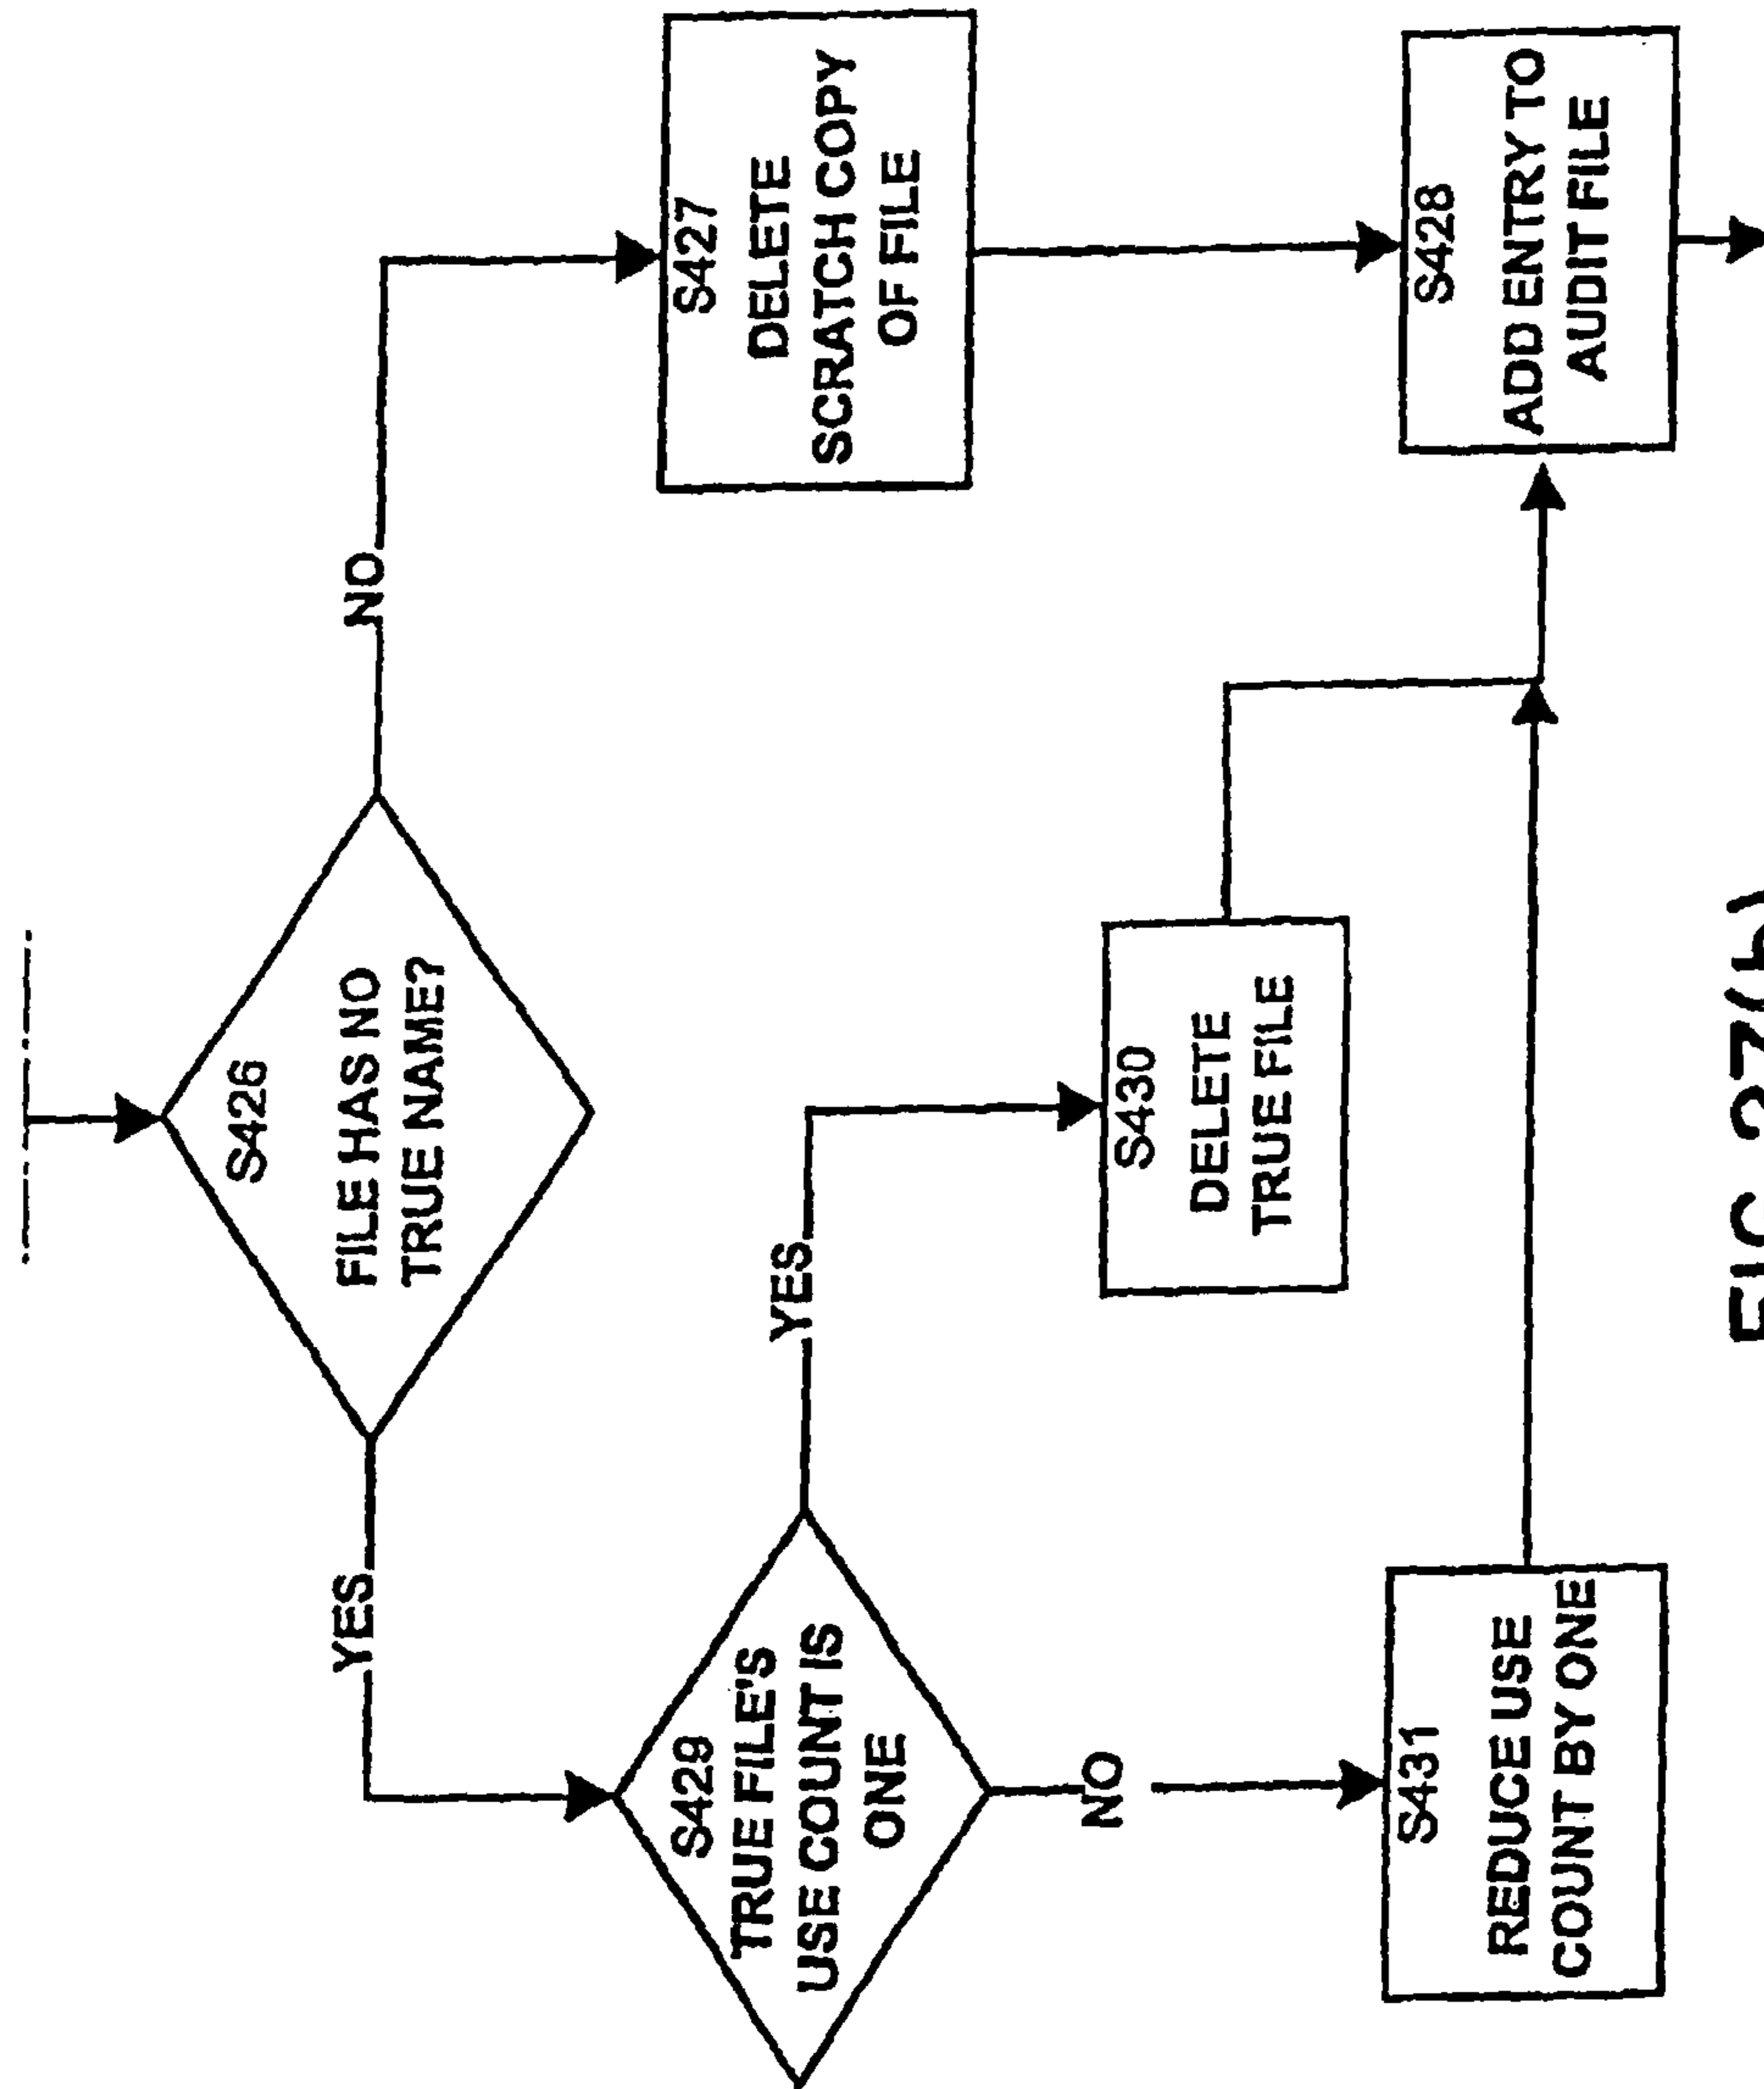 S426
FILE HAS NO
TRUE NAME?
YES
NO
S429
TRUE FILE'S
USE COUNT IS
ONE
YES
NO
S427
DELETE
SCRATCH COPY
OF FILE
S430
DELETE
TRUE FILE
S431
REDUCE USE
COUNT BY ONE
S428
ADD ENTRY TO
AUDIT FILE
FIG. 27(b)